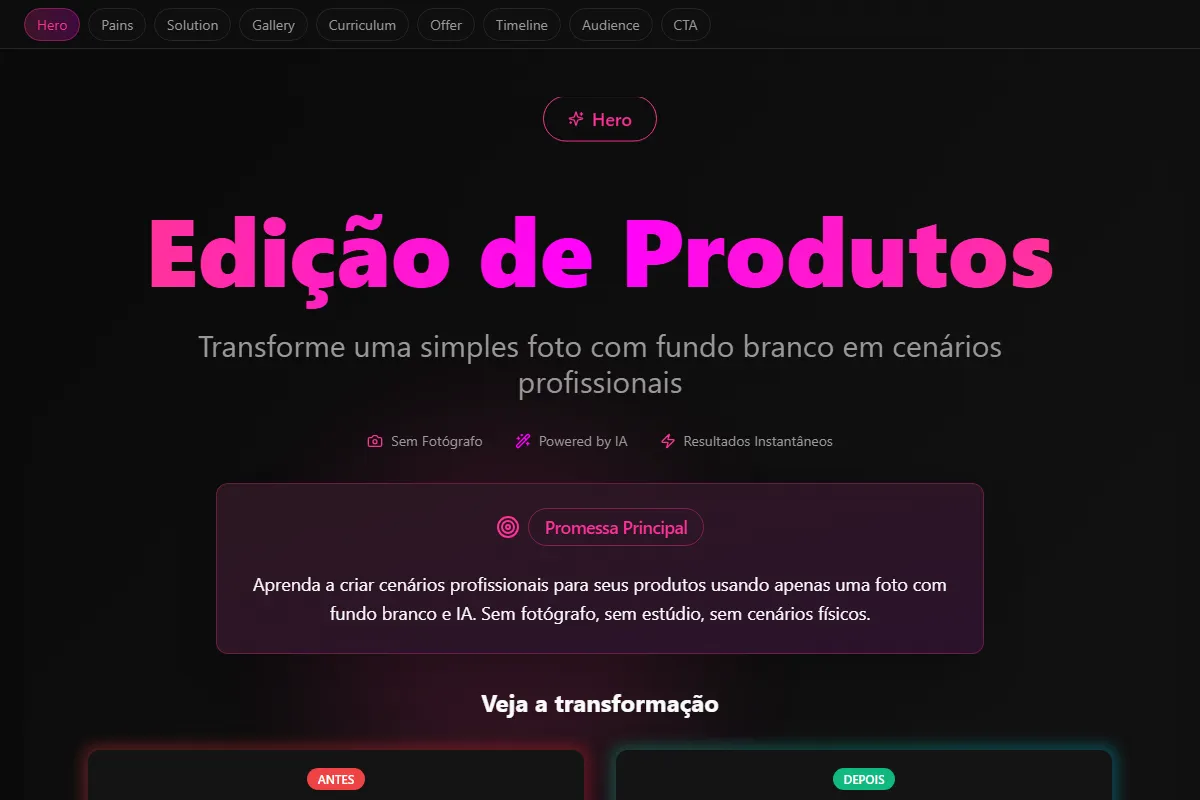 Hero Pains Solution Gallery Curriculum Offer Timeline Audience CTA
Hero
Edição de Produtos
Transforme uma simples foto com fundo branco em cenários
profissionais
Sem Fotógrafo Powered by IA Resultados Instantâneos
Promessa Principal
Aprenda a criar cenários profissionais para seus produtos usando apenas uma foto com
fundo branco e IA. Sem fotógrafo, sem estúdio, sem cenários físicos.
Veja a transformação
ANTES DEPOIS